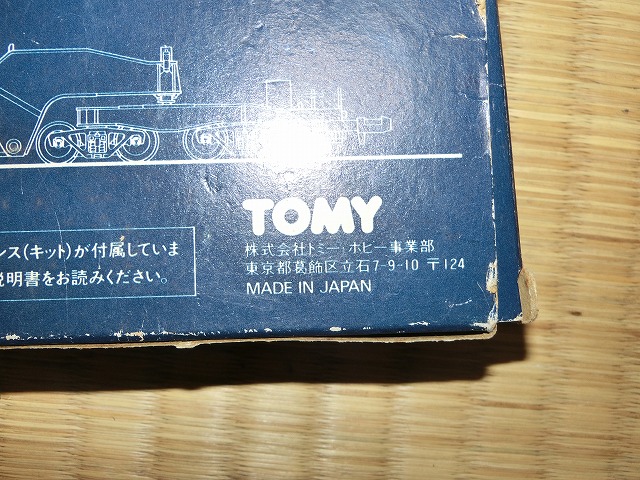 ンス(キット)が付属していま
説明書をお読みください。
TOMY
株式会社トミー・ホビー事業部
東京都葛飾区立石7-9-10 〒124
MADE IN JAPAN